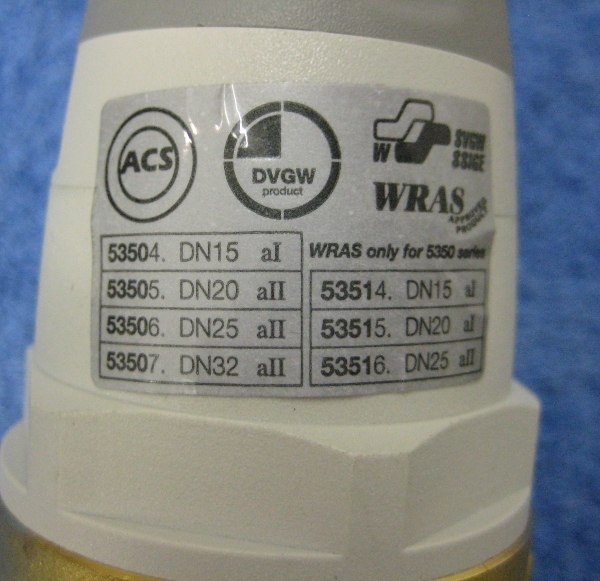 ACS
DVGW
product
W
SVGW
SSIGE
WRAS
APPROVED
PRODUCT
53504. DN15 aI
53505. DN20 aII
53506. DN25 aII
53507. DN32 aII
WRAS only for 5350 series
53514. DN15 aI
53515. DN20 aI
53516. DN25 aII